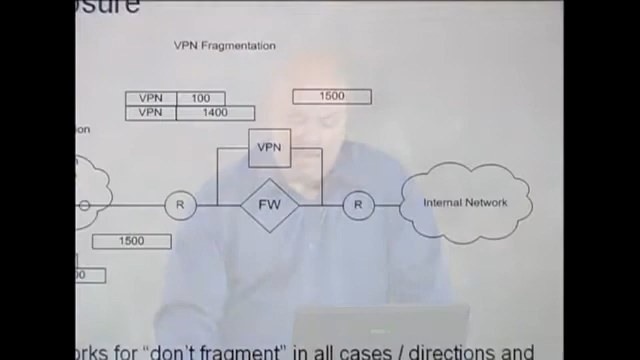 osure
VPN Fragmentation
VPN 100
1500
VPN 1400
on
VPN
R
FW
R
Internal Network
1500
00
orks for "don't fragment" in all cases / directions and